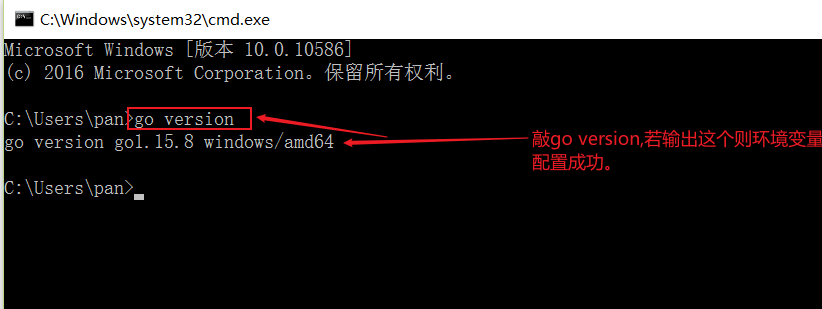 C:\Windows\system32\cmd.exe
Microsoft Windows [版本 10.0.10586]
(c) 2016 Microsoft Corporation。保留所有权利。
C:\Users\pan>go version
go version go1.15.8 windows/amd64
敲go version,若输出这个则环境变量
配置成功。
C:\Users\pan>